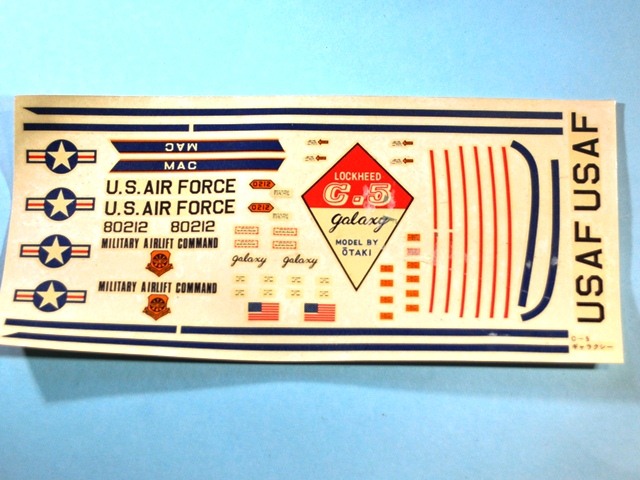 MAC
MAC
U.S. AIR FORCE
0212
U.S. AIR FORCE
0212
80212 80212
MILITARY AIRLIFT COMMAND
galaxy galaxy
MILITARY AIRLIFT COMMAND
LOCKHEED
C-5
galaxy
MODEL BY
ŌTAKI
USAF USAF
C-5
ギャラクシー